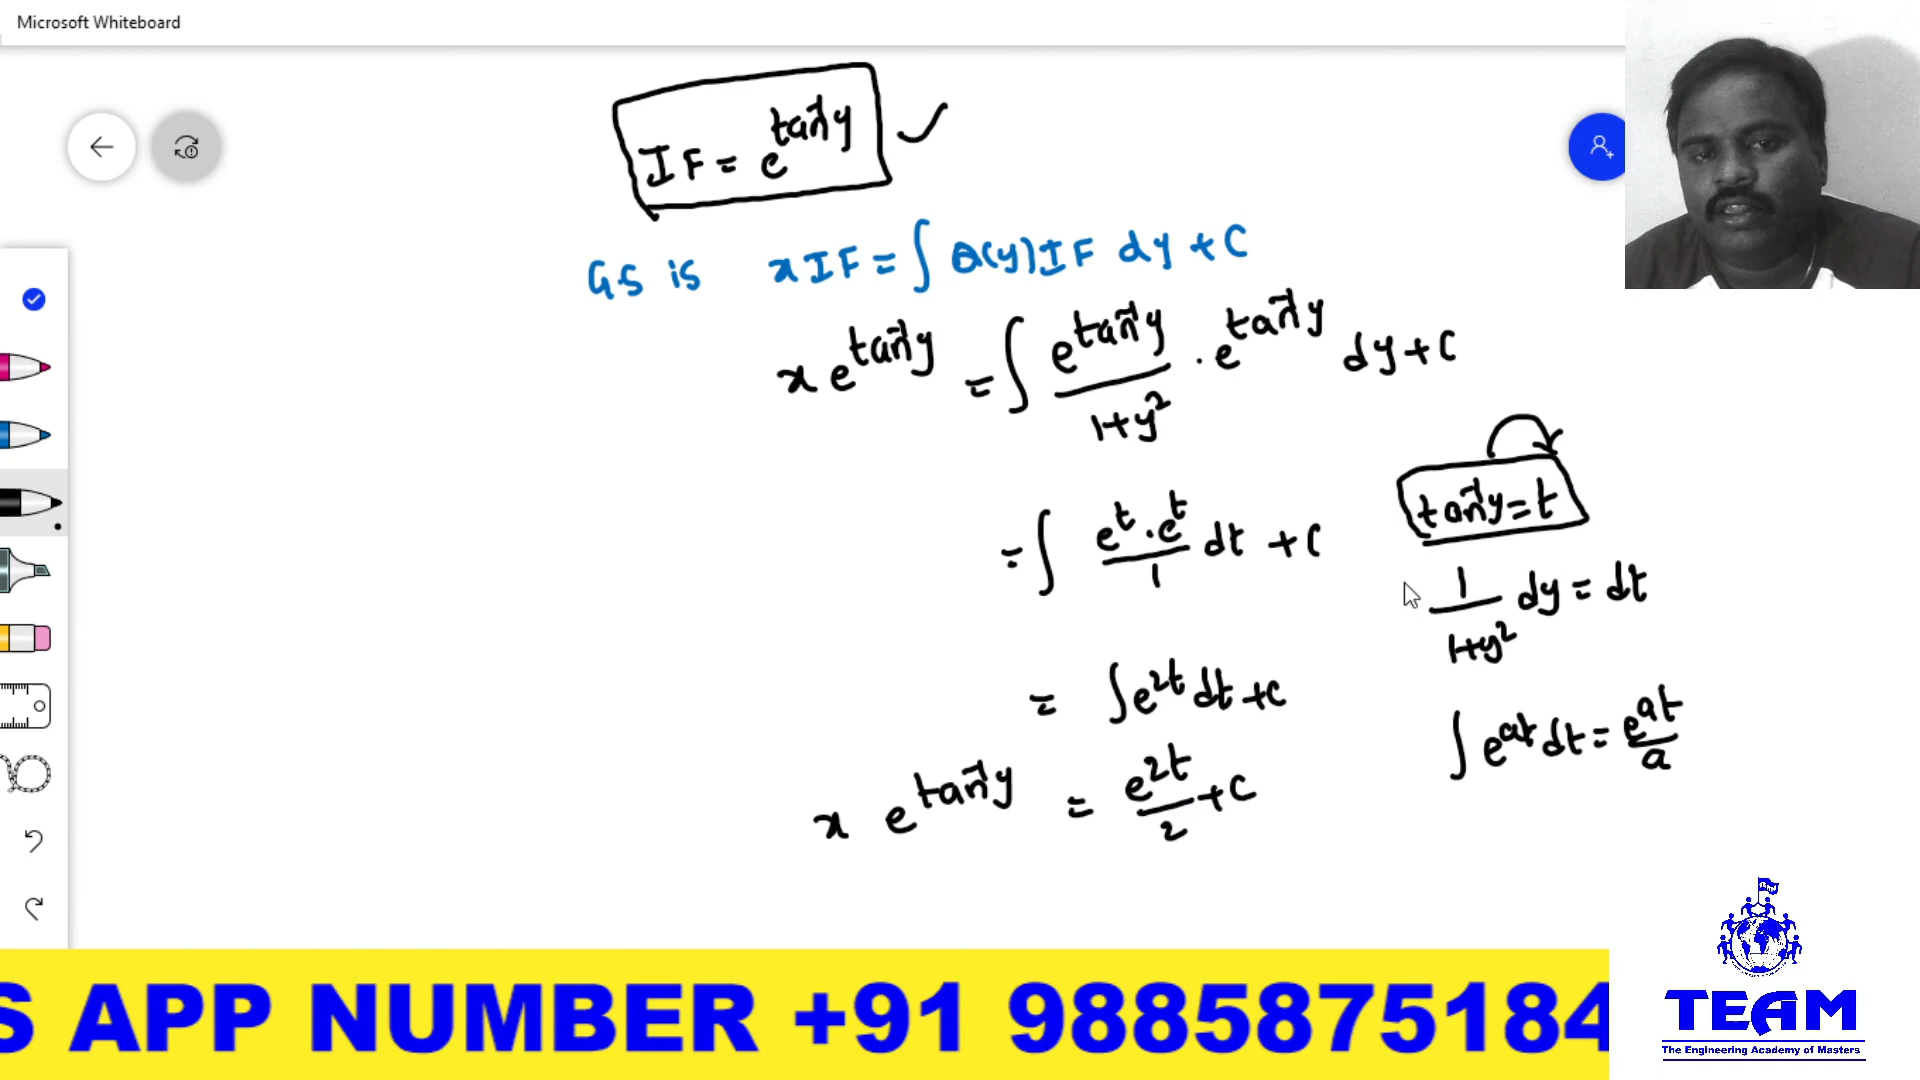 Microsoft Whiteboard
IF = e^{tan⁻¹y} ✓
GS is x IF = ∫ Q(y) IF dy + C
x e^{tan⁻¹y} = ∫ e^{tan⁻¹y}/(1+y²) · e^{tan⁻¹y} dy + C
tan⁻¹y = t
= ∫ (e^t · e^t)/1 dt + C
1/(1+y²) dy = dt
= ∫ e^{2t} dt + C
∫ e^{at} dt = e^{at}/a
x e^{tan⁻¹y} = e^{2t}/2 + C
S APP NUMBER +91 9885875184
TEAM
The Engineering Academy of Masters